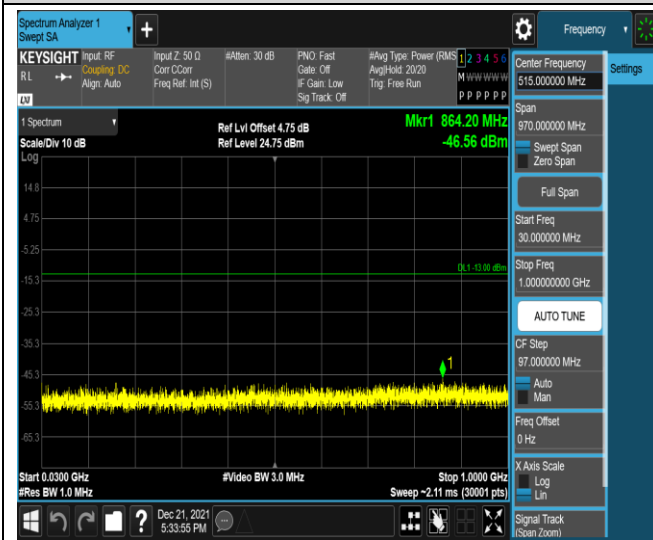 Spectrum Analyzer 1
Swept SA
Frequency
KEYSIGHT
RL
LXI
Input: RF
Coupling: DC
Align: Auto
Input Z: 50 Ω
Corr CCorr
Freq Ref: Int (S)
#Atten: 30 dB
PNO: Fast
Gate: Off
IF Gain: Low
Sig Track: Off
#Avg Type: Power (RMS
Avg|Hold: 20/20
Trig: Free Run
1 2 3 4 5 6
M W W W W W
P P P P P P
1 Spectrum
Scale/Div 10 dB
Log
Ref Lvl Offset 4.75 dB
Ref Level 24.75 dBm
Mkr1 864.20 MHz
-46.56 dBm
14.8
4.75
-5.25
DL1 -13.00 dBm
-15.3
-25.3
-35.3
1
-45.3
-55.3
-65.3
Start 0.0300 GHz
#Res BW 1.0 MHz
#Video BW 3.0 MHz
Stop 1.0000 GHz
Sweep ~2.11 ms (30001 pts)
?
Dec 21, 2021
5:33:55 PM
Center Frequency
515.000000 MHz
Settings
Span
970.000000 MHz
Swept Span
Zero Span
Full Span
Start Freq
30.000000 MHz
Stop Freq
1.000000000 GHz
AUTO TUNE
CF Step
97.000000 MHz
Auto
Man
Freq Offset
0 Hz
X Axis Scale
Log
Lin
Signal Track
(Span Zoom)